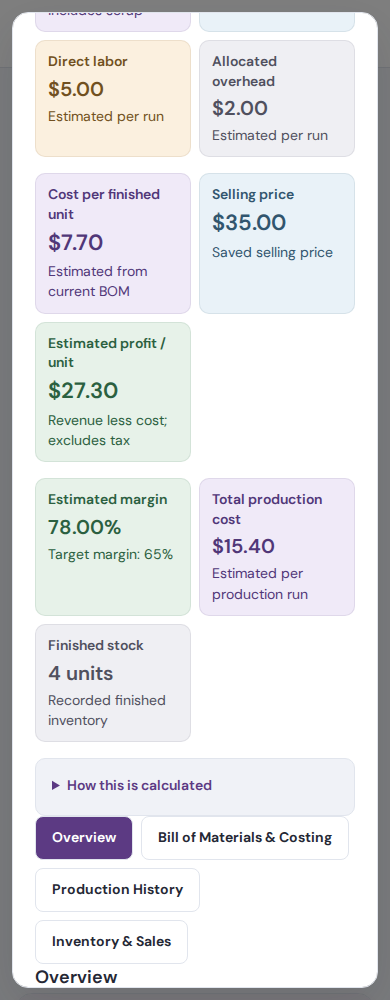 includes scrap
Direct labor
$5.00
Estimated per run
Allocated
overhead
$2.00
Estimated per run
Cost per finished
unit
$7.70
Estimated from
current BOM
Selling price
$35.00
Saved selling price
Estimated profit /
unit
$27.30
Revenue less cost;
excludes tax
Estimated margin
78.00%
Target margin: 65%
Total production
cost
$15.40
Estimated per
production run
Finished stock
4 units
Recorded finished
inventory
How this is calculated
Overview
Bill of Materials & Costing
Production History
Inventory & Sales
Overview